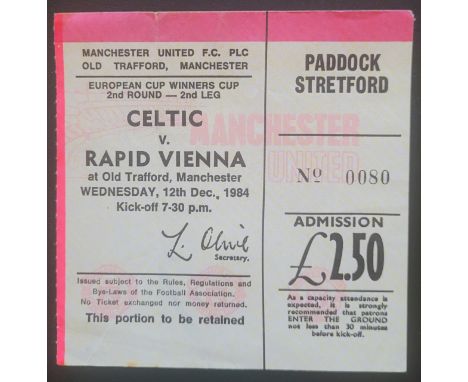 MANCHESTER UNITED F.C. PLC
OLD TRAFFORD, MANCHESTER
EUROPEAN CUP WINNERS CUP
2nd ROUND — 2nd LEG
CELTIC
v.
RAPID VIENNA
at Old Trafford, Manchester
WEDNESDAY, 12th Dec., 1984
Kick-off 7-30 p.m.
L. Olive
Secretary.
Issued subject to the Rules, Regulations and
Bye-Laws of the Football Association.
No Ticket exchanged nor money returned.
This portion to be retained
MANCHESTER
UNITED
PADDOCK
STRETFORD
No 0080
ADMISSION
£2.50
As a capacity attendance is
expected, it is strongly
recommended that patrons
ENTER THE GROUND
not less than 30 minutes
before kick-off.